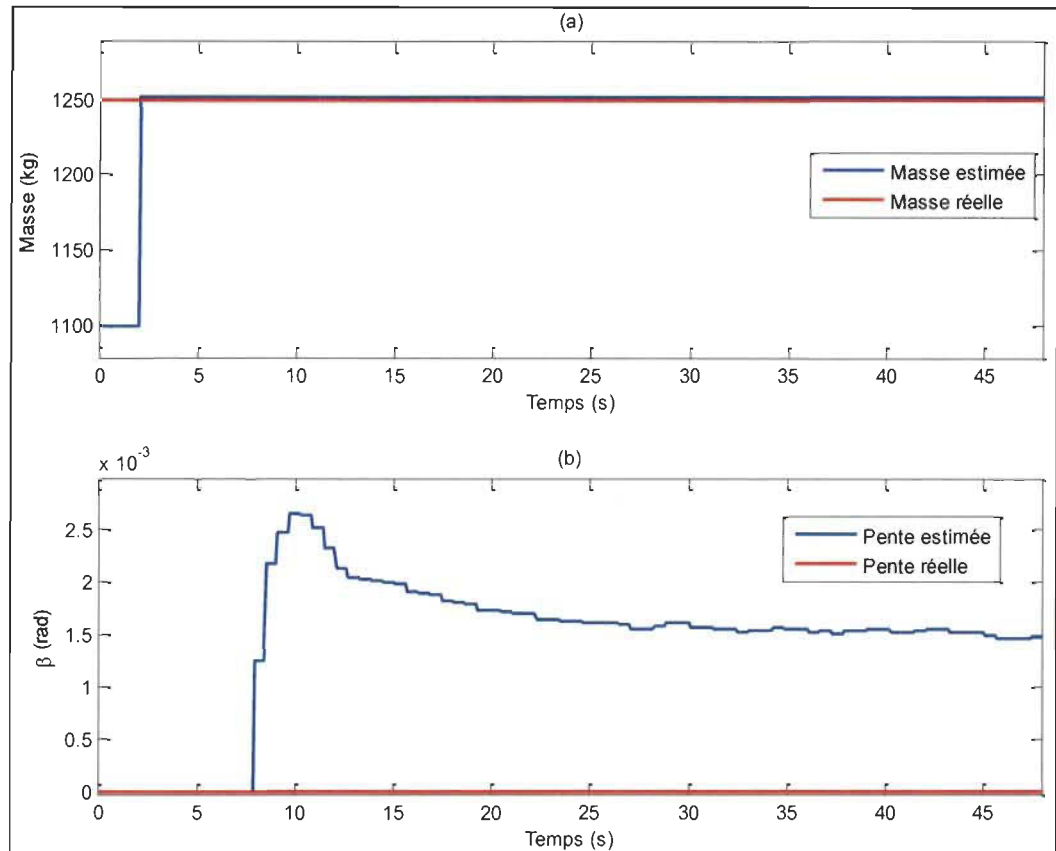 (a)
1250
1200
1150
1100
Masse (kg)
Masse estimée
Masse réelle
0 5 10 15 20 25 30 35 40 45
Temps (s)
x 10-3
(b)
2.5
2
1.5
1
0.5
0
β (rad)
Pente estimée
Pente réelle
0 5 10 15 20 25 30 35 40 45
Temps (s)